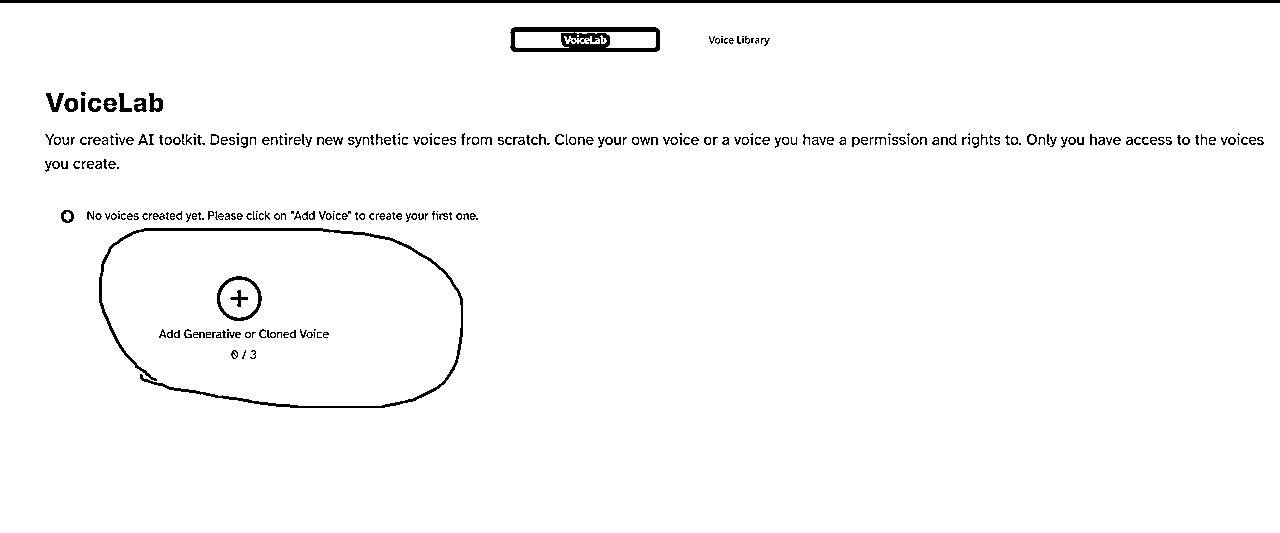 VoiceLab
Voice Library
VoiceLab
Your creative AI toolkit. Design entirely new synthetic voices from scratch. Clone your own voice or a voice you have a permission and rights to. Only you have access to the voices
you create.
No voices created yet. Please click on "Add Voice" to create your first one.
Add Generative or Cloned Voice
0 / 3